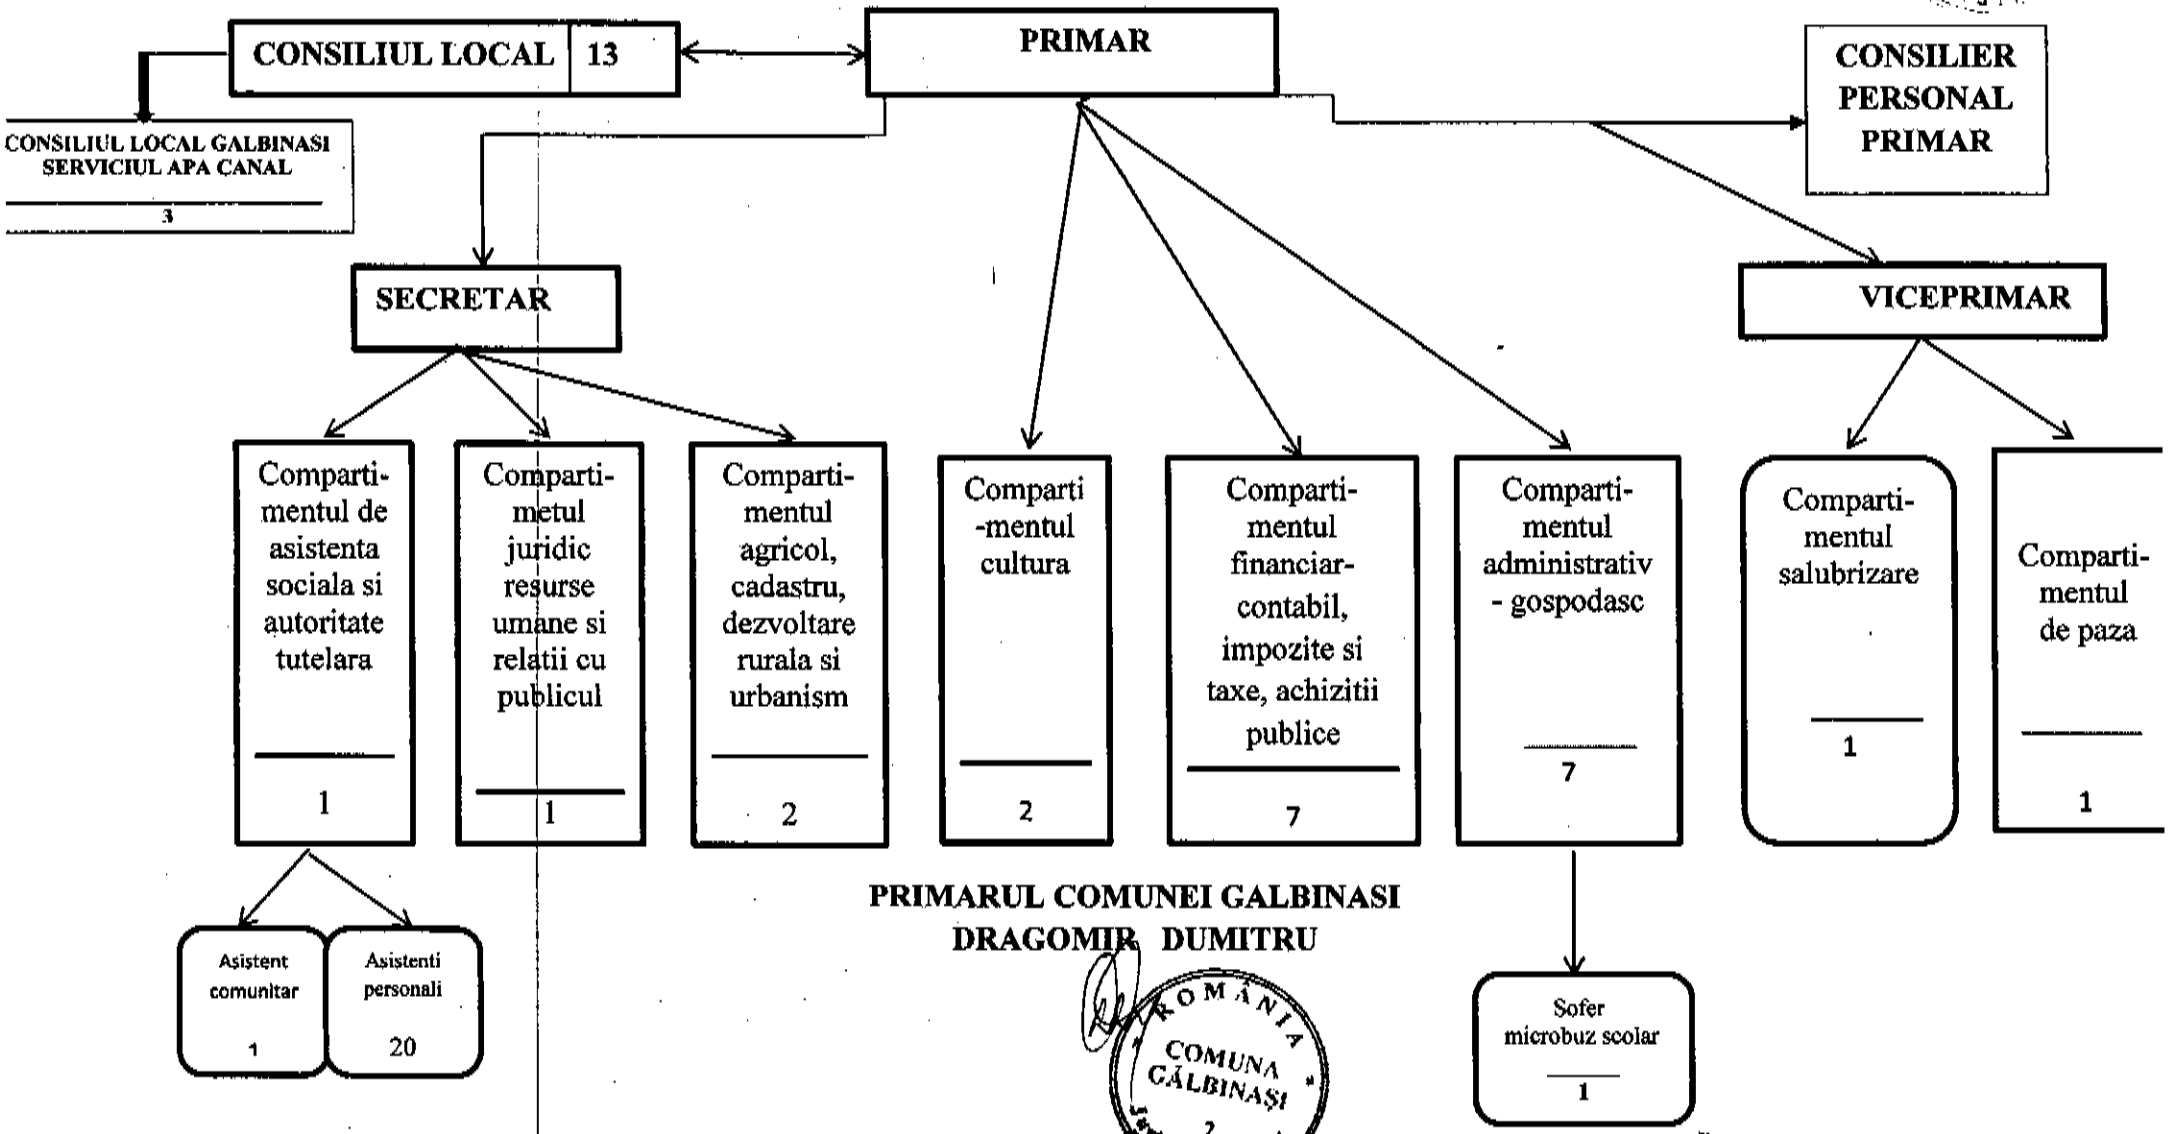 CONSILIUL LOCAL 13
PRIMAR
CONSILIER
PERSONAL
PRIMAR
CONSILIUL LOCAL GALBINASI
SERVICIUL APA CANAL
3
SECRETAR
VICEPRIMAR
Comparti-
mentul de
asistenta
sociala si
autoritate
tutelara
1
Comparti-
metul
juridic
resurse
umane si
relatii cu
publicul
1
Comparti-
mentul
agricol,
cadastru,
dezvoltare
rurala si
urbanism
2
Comparti
-mentul
cultura
2
Comparti-
mentul
financiar-
contabil,
impozite si
taxe, achizitii
publice
7
Comparti-
mentul
administrativ
- gospodasc
7
Comparti-
mentul
salubrizare
1
Comparti-
mentul
de paza
1
Asistent
comunitar
1
Asistenti
personali
20
PRIMARUL COMUNEI GALBINASI
DRAGOMIR DUMITRU
ROMÂNIA
COMUNA
GĂLBINAȘI
2
Sofer
microbuz scolar
1